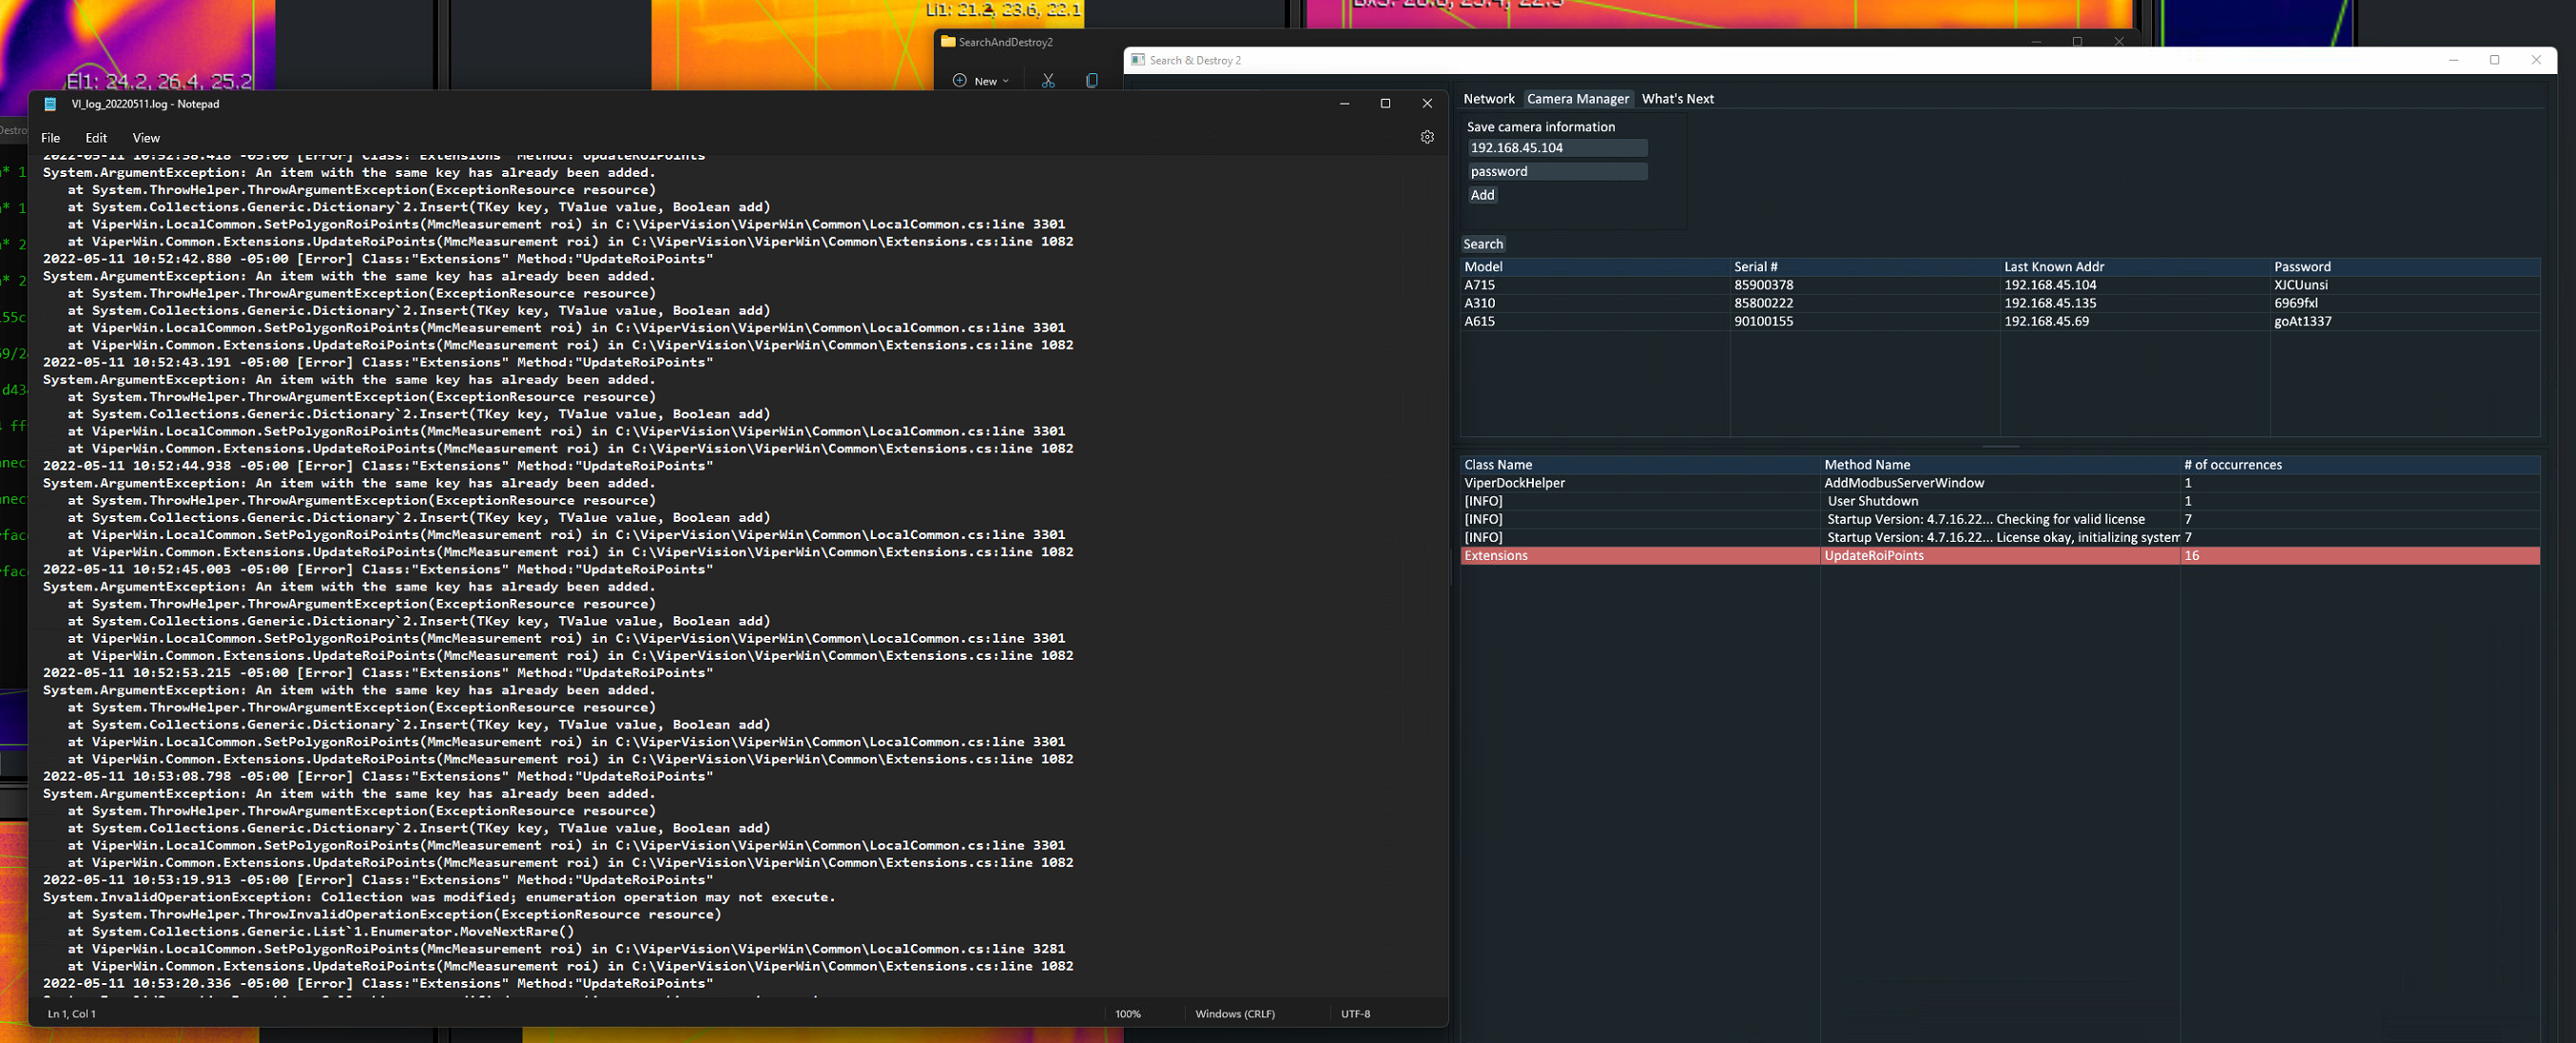 Li1: 21.2, 23.6, 22.1
El1: 24.2, 26.4, 25.2
SearchAndDestroy2
New
Search & Destroy 2
VI_log_20220511.log - Notepad
File Edit View
2022-05-11 10:52:38.418 -05:00 [Error] Class:"Extensions" Method:"UpdateRoiPoints"
System.ArgumentException: An item with the same key has already been added.
at System.ThrowHelper.ThrowArgumentException(ExceptionResource resource)
at System.Collections.Generic.Dictionary`2.Insert(TKey key, TValue value, Boolean add)
at ViperWin.LocalCommon.SetPolygonRoiPoints(MmcMeasurement roi) in C:\ViperVision\ViperWin\Common\LocalCommon.cs:line 3301
at ViperWin.Common.Extensions.UpdateRoiPoints(MmcMeasurement roi) in C:\ViperVision\ViperWin\Common\Extensions.cs:line 1082
2022-05-11 10:52:42.880 -05:00 [Error] Class:"Extensions" Method:"UpdateRoiPoints"
System.ArgumentException: An item with the same key has already been added.
at System.ThrowHelper.ThrowArgumentException(ExceptionResource resource)
at System.Collections.Generic.Dictionary`2.Insert(TKey key, TValue value, Boolean add)
at ViperWin.LocalCommon.SetPolygonRoiPoints(MmcMeasurement roi) in C:\ViperVision\ViperWin\Common\LocalCommon.cs:line 3301
at ViperWin.Common.Extensions.UpdateRoiPoints(MmcMeasurement roi) in C:\ViperVision\ViperWin\Common\Extensions.cs:line 1082
2022-05-11 10:52:43.191 -05:00 [Error] Class:"Extensions" Method:"UpdateRoiPoints"
System.ArgumentException: An item with the same key has already been added.
at System.ThrowHelper.ThrowArgumentException(ExceptionResource resource)
at System.Collections.Generic.Dictionary`2.Insert(TKey key, TValue value, Boolean add)
at ViperWin.LocalCommon.SetPolygonRoiPoints(MmcMeasurement roi) in C:\ViperVision\ViperWin\Common\LocalCommon.cs:line 3301
at ViperWin.Common.Extensions.UpdateRoiPoints(MmcMeasurement roi) in C:\ViperVision\ViperWin\Common\Extensions.cs:line 1082
2022-05-11 10:52:44.938 -05:00 [Error] Class:"Extensions" Method:"UpdateRoiPoints"
System.ArgumentException: An item with the same key has already been added.
at System.ThrowHelper.ThrowArgumentException(ExceptionResource resource)
at System.Collections.Generic.Dictionary`2.Insert(TKey key, TValue value, Boolean add)
at ViperWin.LocalCommon.SetPolygonRoiPoints(MmcMeasurement roi) in C:\ViperVision\ViperWin\Common\LocalCommon.cs:line 3301
at ViperWin.Common.Extensions.UpdateRoiPoints(MmcMeasurement roi) in C:\ViperVision\ViperWin\Common\Extensions.cs:line 1082
2022-05-11 10:52:45.003 -05:00 [Error] Class:"Extensions" Method:"UpdateRoiPoints"
System.ArgumentException: An item with the same key has already been added.
at System.ThrowHelper.ThrowArgumentException(ExceptionResource resource)
at System.Collections.Generic.Dictionary`2.Insert(TKey key, TValue value, Boolean add)
at ViperWin.LocalCommon.SetPolygonRoiPoints(MmcMeasurement roi) in C:\ViperVision\ViperWin\Common\LocalCommon.cs:line 3301
at ViperWin.Common.Extensions.UpdateRoiPoints(MmcMeasurement roi) in C:\ViperVision\ViperWin\Common\Extensions.cs:line 1082
2022-05-11 10:52:53.215 -05:00 [Error] Class:"Extensions" Method:"UpdateRoiPoints"
System.ArgumentException: An item with the same key has already been added.
at System.ThrowHelper.ThrowArgumentException(ExceptionResource resource)
at System.Collections.Generic.Dictionary`2.Insert(TKey key, TValue value, Boolean add)
at ViperWin.LocalCommon.SetPolygonRoiPoints(MmcMeasurement roi) in C:\ViperVision\ViperWin\Common\LocalCommon.cs:line 3301
at ViperWin.Common.Extensions.UpdateRoiPoints(MmcMeasurement roi) in C:\ViperVision\ViperWin\Common\Extensions.cs:line 1082
2022-05-11 10:53:08.798 -05:00 [Error] Class:"Extensions" Method:"UpdateRoiPoints"
System.ArgumentException: An item with the same key has already been added.
at System.ThrowHelper.ThrowArgumentException(ExceptionResource resource)
at System.Collections.Generic.Dictionary`2.Insert(TKey key, TValue value, Boolean add)
at ViperWin.LocalCommon.SetPolygonRoiPoints(MmcMeasurement roi) in C:\ViperVision\ViperWin\Common\LocalCommon.cs:line 3301
at ViperWin.Common.Extensions.UpdateRoiPoints(MmcMeasurement roi) in C:\ViperVision\ViperWin\Common\Extensions.cs:line 1082
2022-05-11 10:53:19.913 -05:00 [Error] Class:"Extensions" Method:"UpdateRoiPoints"
System.InvalidOperationException: Collection was modified; enumeration operation may not execute.
at System.ThrowHelper.ThrowInvalidOperationException(ExceptionResource resource)
at System.Collections.Generic.List`1.Enumerator.MoveNextRare()
at ViperWin.LocalCommon.SetPolygonRoiPoints(MmcMeasurement roi) in C:\ViperVision\ViperWin\Common\LocalCommon.cs:line 3281
at ViperWin.Common.Extensions.UpdateRoiPoints(MmcMeasurement roi) in C:\ViperVision\ViperWin\Common\Extensions.cs:line 1082
2022-05-11 10:53:20.336 -05:00 [Error] Class:"Extensions" Method:"UpdateRoiPoints"
Ln 1, Col 1 100% Windows (CRLF) UTF-8
Network Camera Manager What's Next
Save camera information
192.168.45.104
password
Add
Search
Model Serial # Last Known Addr Password
A715 85900378 192.168.45.104 XJCUunsi
A310 85800222 192.168.45.135 6969fxl
A615 90100155 192.168.45.69 goAt1337
Class Name Method Name # of occurrences
ViperDockHelper AddModbusServerWindow 1
[INFO] User Shutdown 1
[INFO] Startup Version: 4.7.16.22... Checking for valid license 7
[INFO] Startup Version: 4.7.16.22... License okay, initializing system 7
Extensions UpdateRoiPoints 16